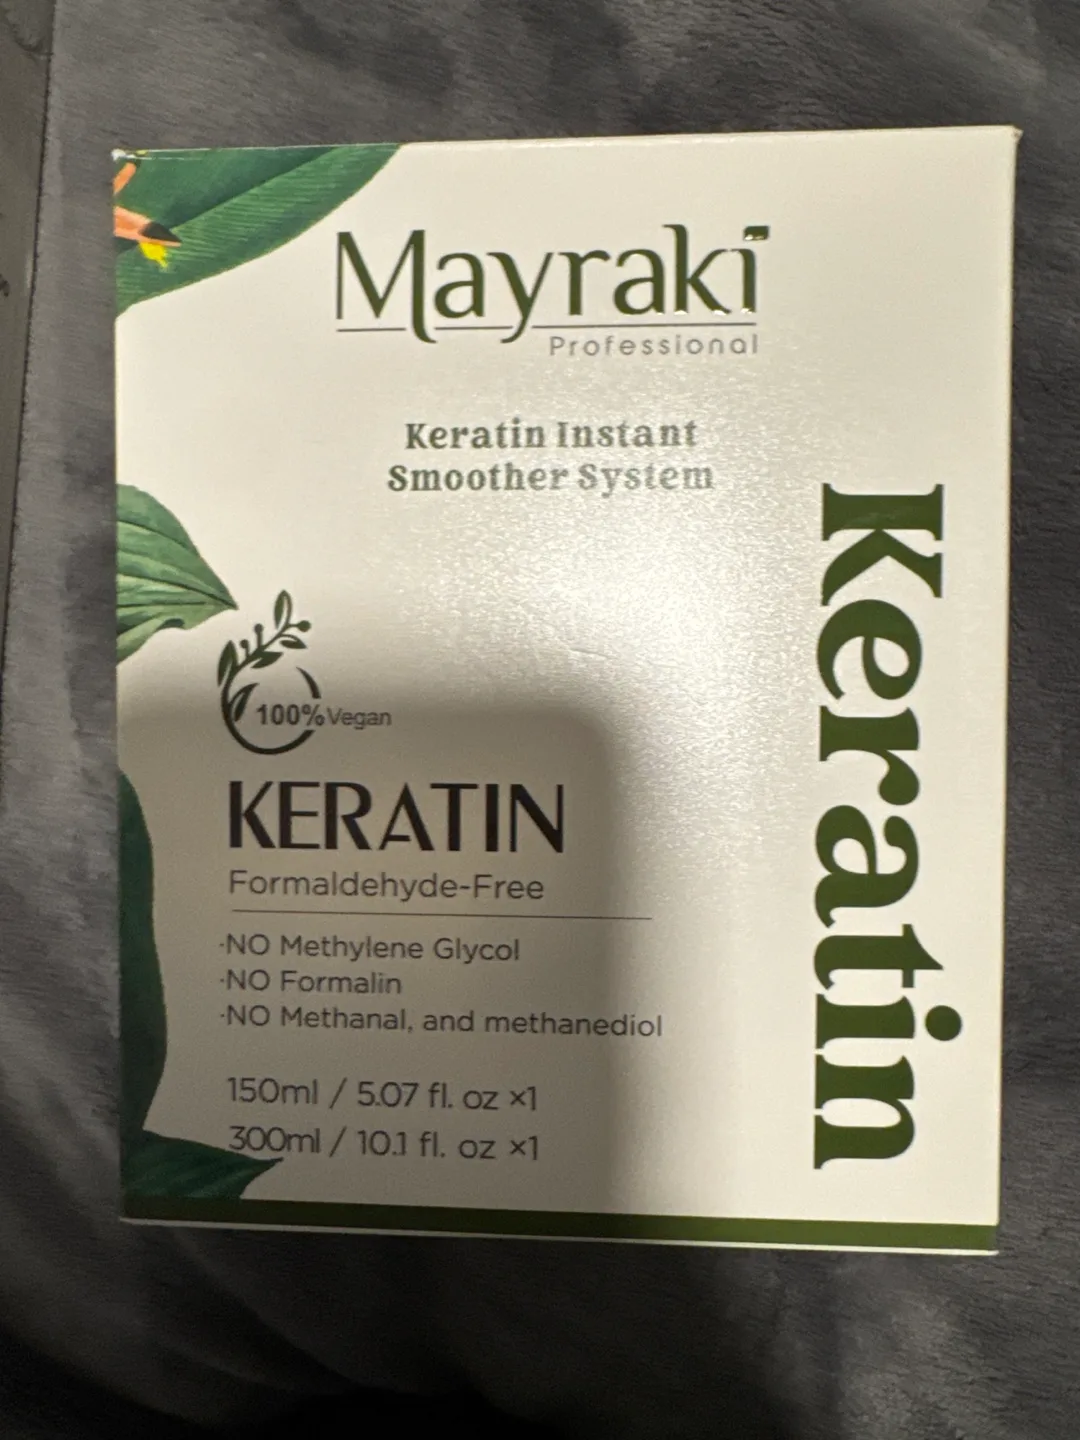 Mayraki
Professional
Keratin Instant
Smoother System
Keratin
100% Vegan
KERATIN
Formaldehyde-Free
·NO Methylene Glycol
·NO Formalin
·NO Methanal, and methanediol
150ml / 5.07 fl. oz ×1
300ml / 10.1 fl. oz ×1